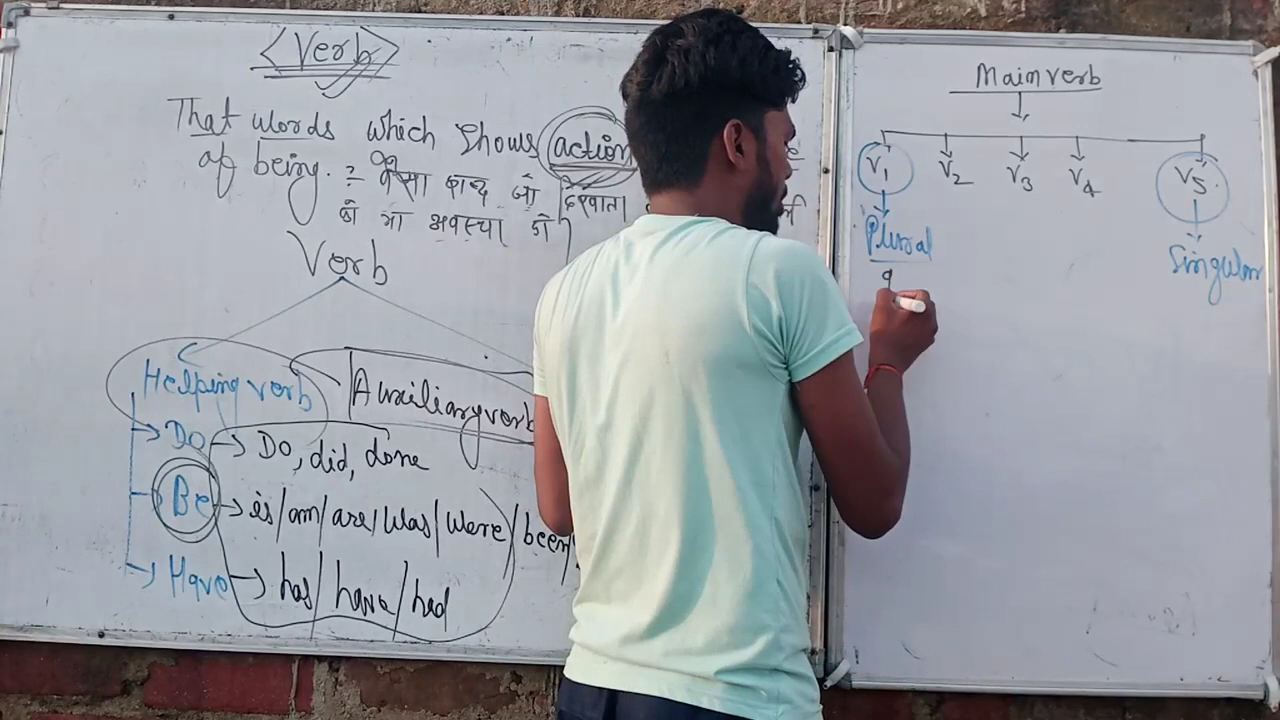 <Verb>
That words which shows action
of being. = वैसा शब्द जो दिखाता
हो या अवस्था को
Verb
Helping verb Auxiliary verb
Do → Do, did, done
Be → is/am/are/was/were/been/
Have → has/have/had
Main verb
V1 V2 V3 V4 V5
Plural Singular